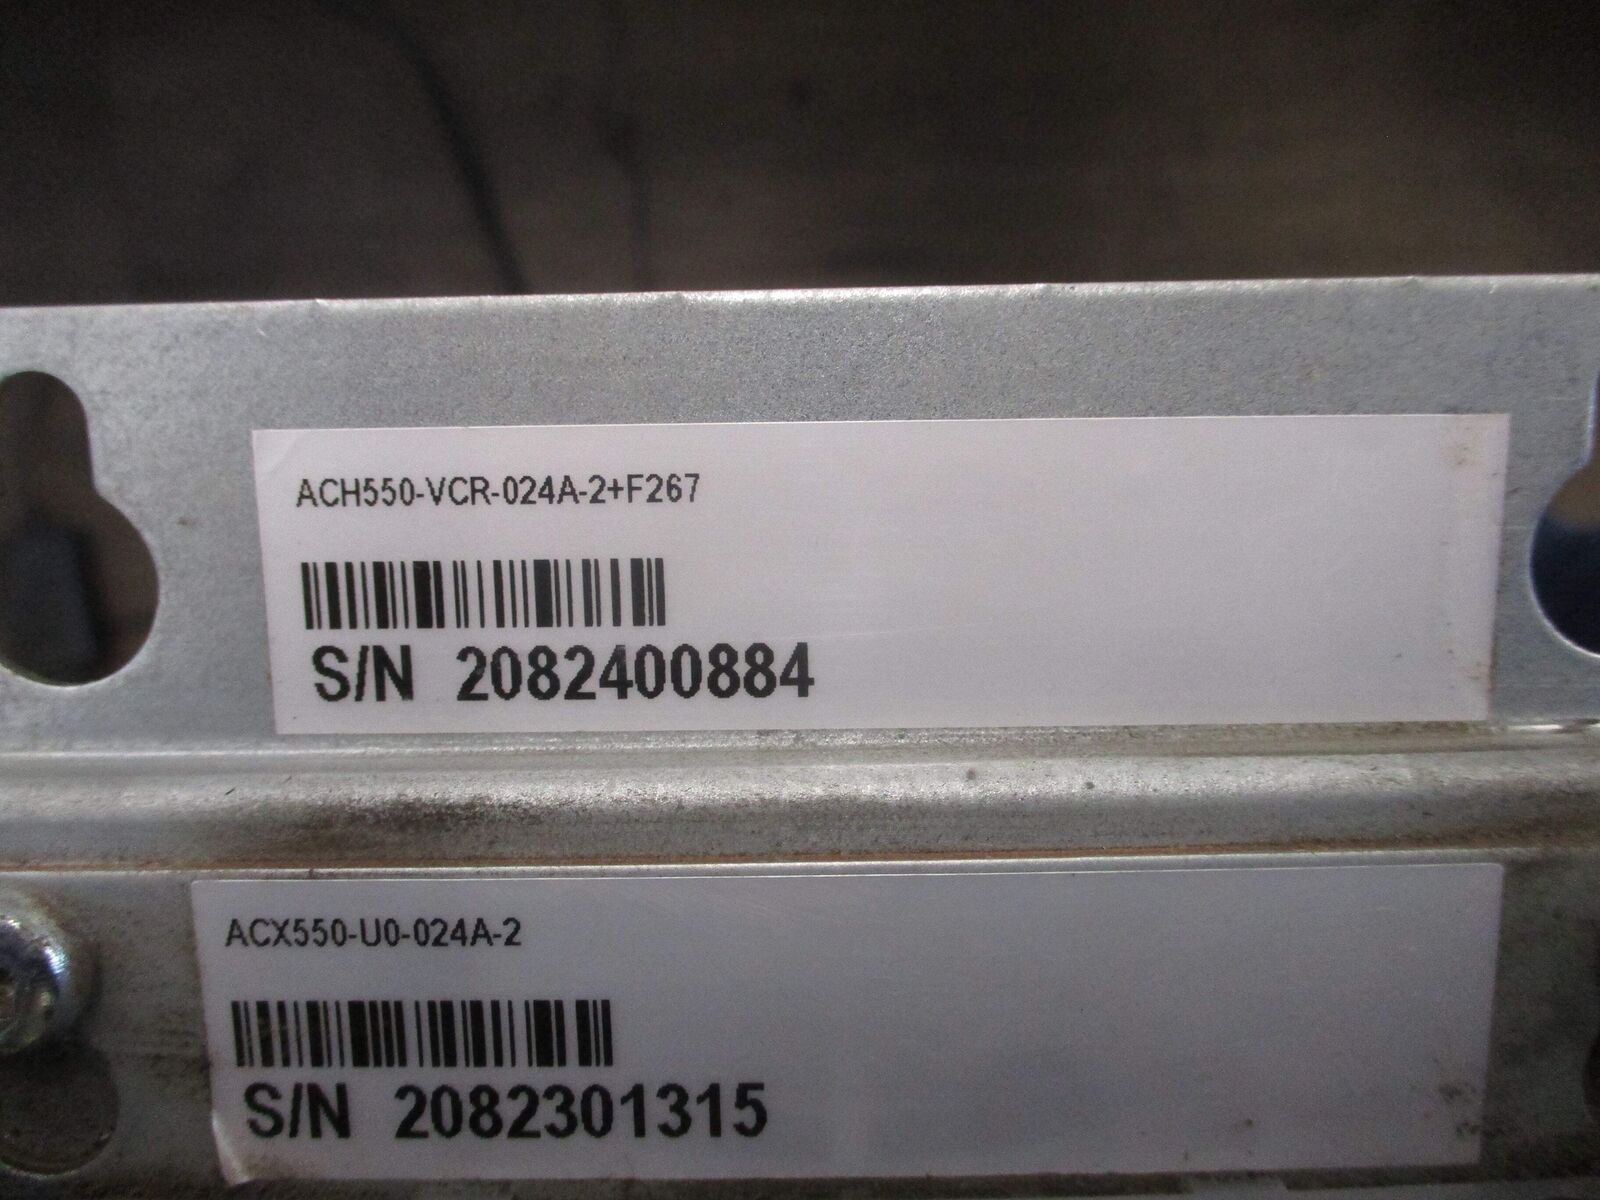 ACH550-VCR-024A-2+F267
S/N 2082400884
ACX550-U0-024A-2
S/N 2082301315